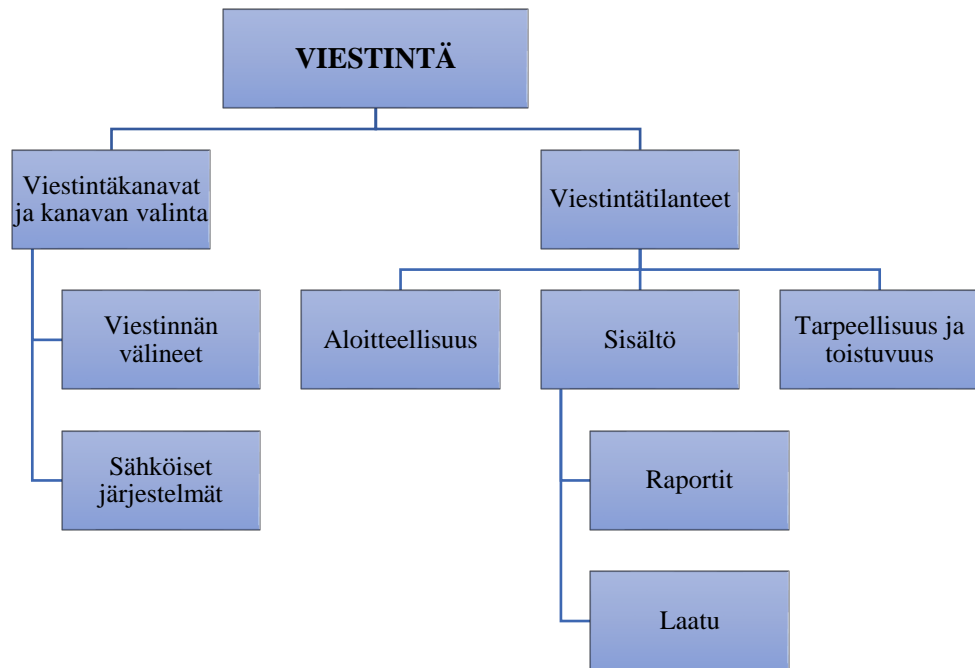 VIESTINTÄ
Viestintäkanavat
ja kanavan valinta
Viestintätilanteet
Viestinnän
välineet
Aloitteellisuus
Sisältö
Tarpeellisuus ja
toistuvuus
Sähköiset
järjestelmät
Raportit
Laatu